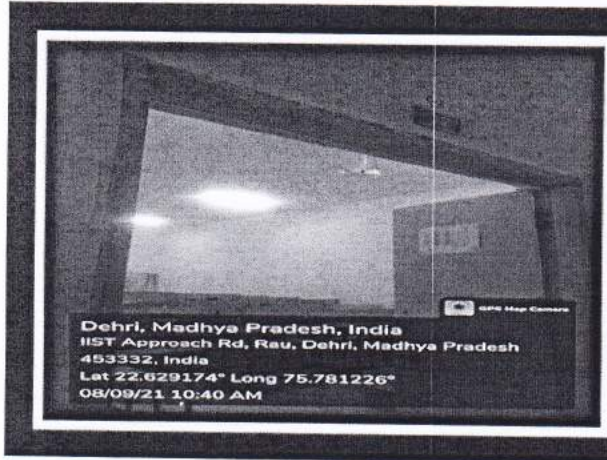 GPS Map Camera
Dehri, Madhya Pradesh, India
IIST Approach Rd, Rau, Dehri, Madhya Pradesh
453332, India
Lat 22.629174° Long 75.781226°
08/09/21 10:40 AM